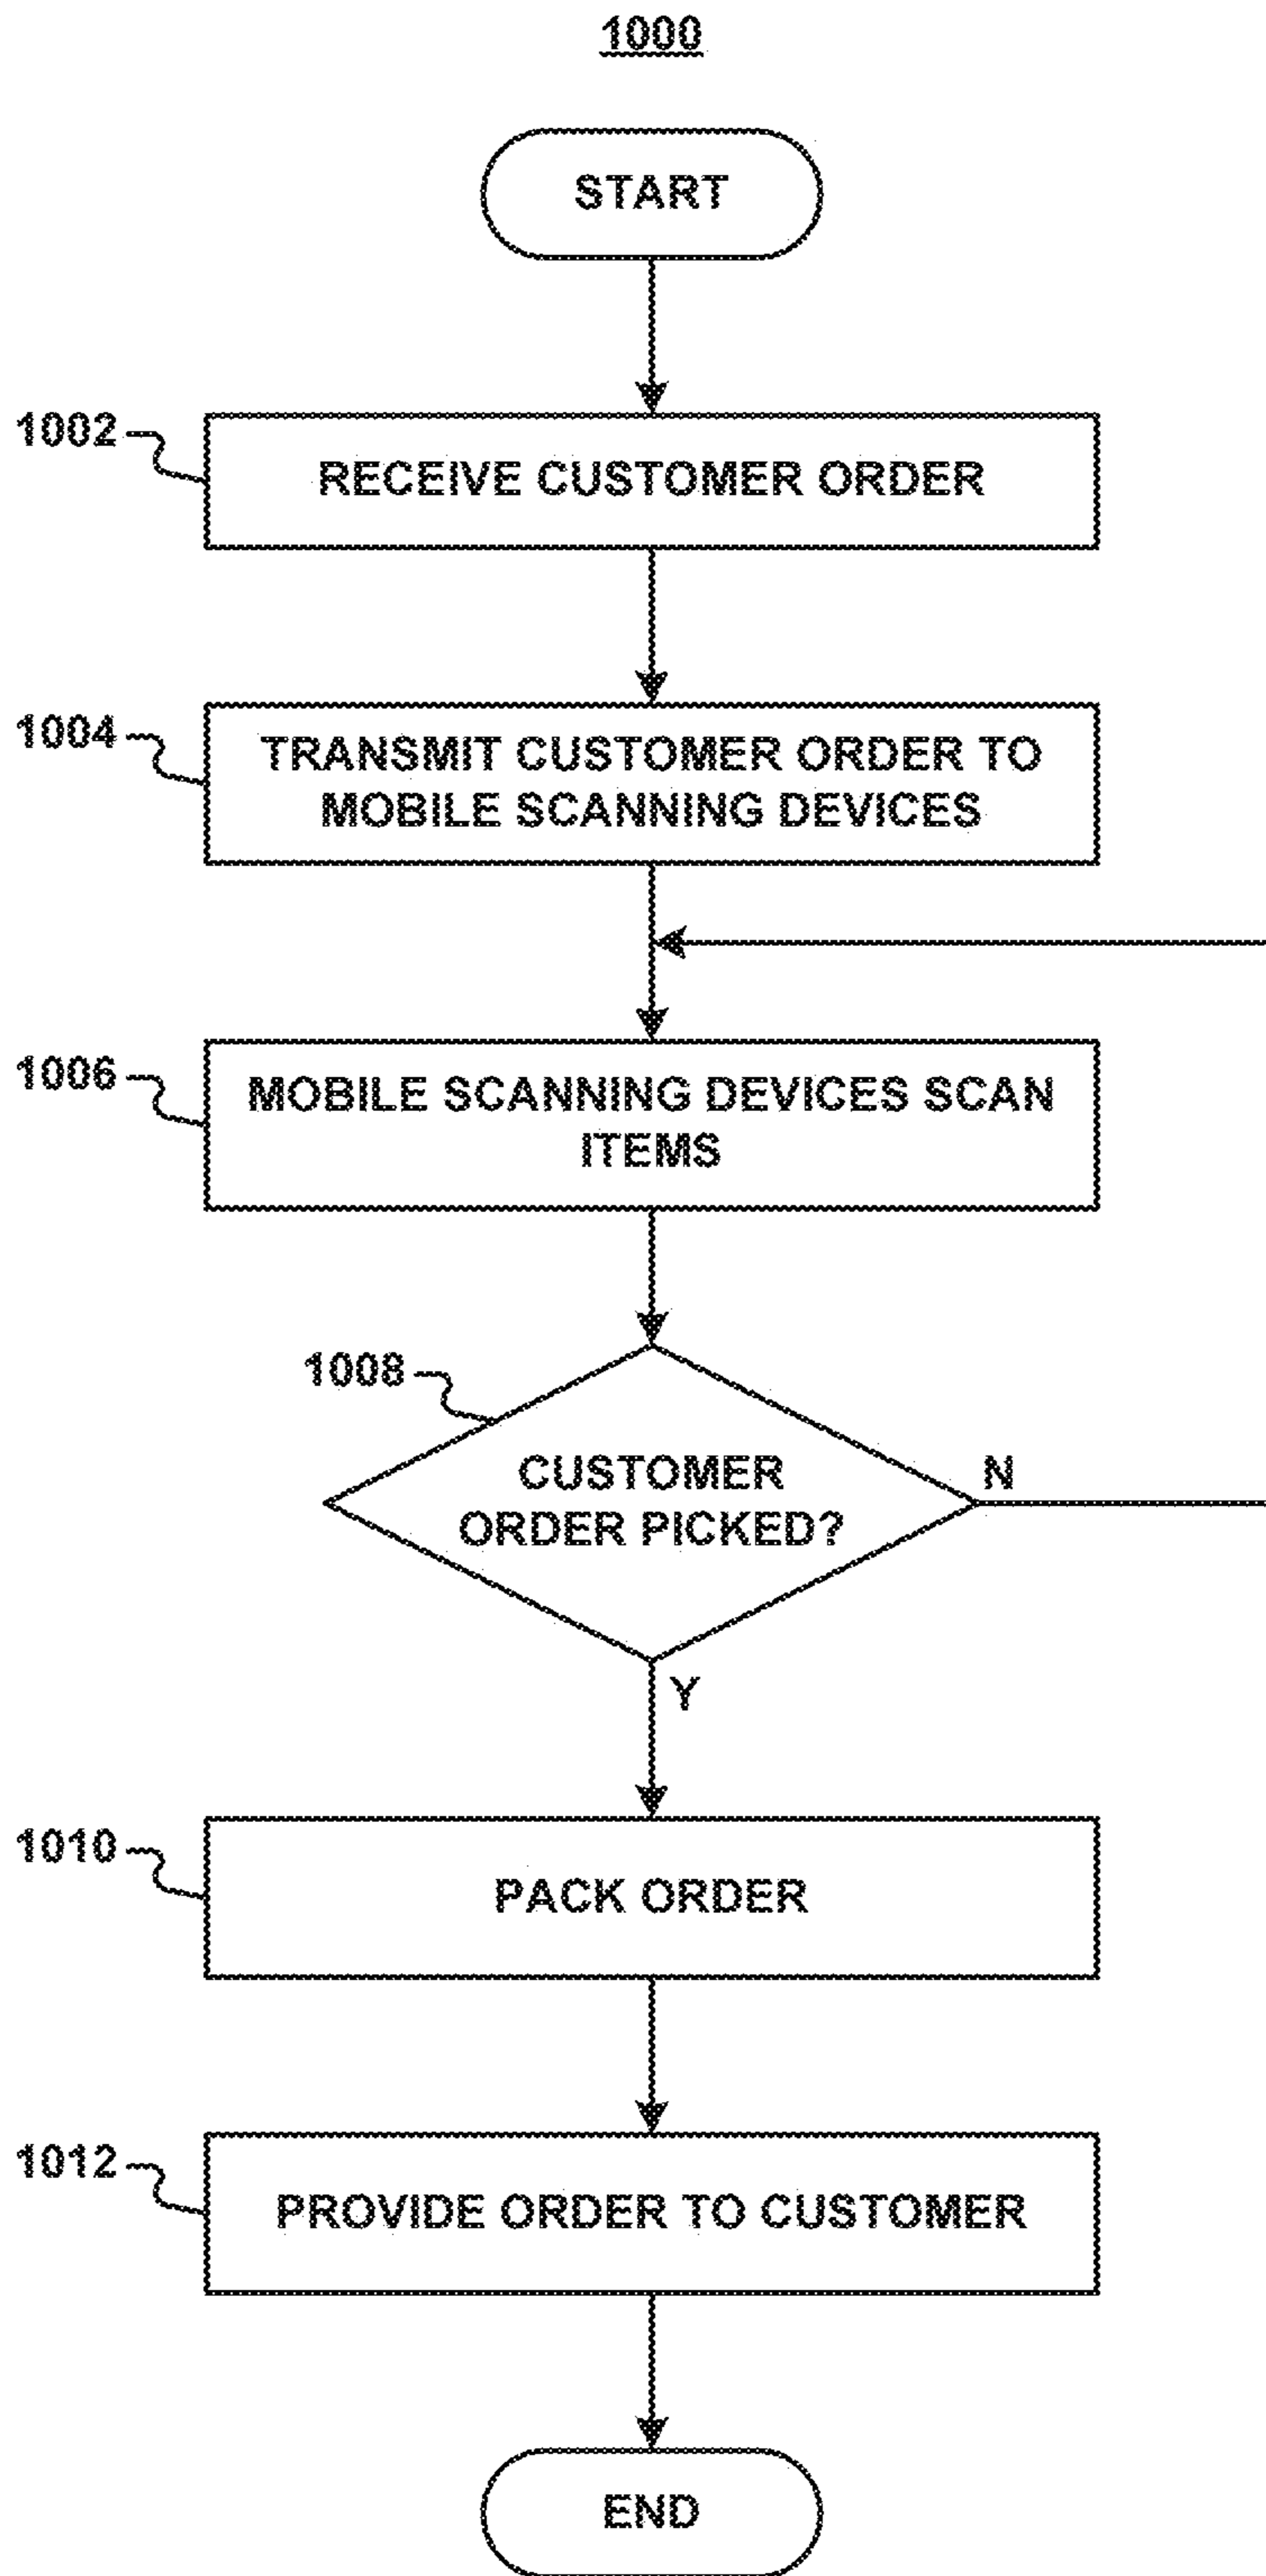 1000
START
1002
RECEIVE CUSTOMER ORDER
1004
TRANSMIT CUSTOMER ORDER TO
MOBILE SCANNING DEVICES
1006
MOBILE SCANNING DEVICES SCAN
ITEMS
1008
CUSTOMER
ORDER PICKED?
N
Y
1010
PACK ORDER
1012
PROVIDE ORDER TO CUSTOMER
END